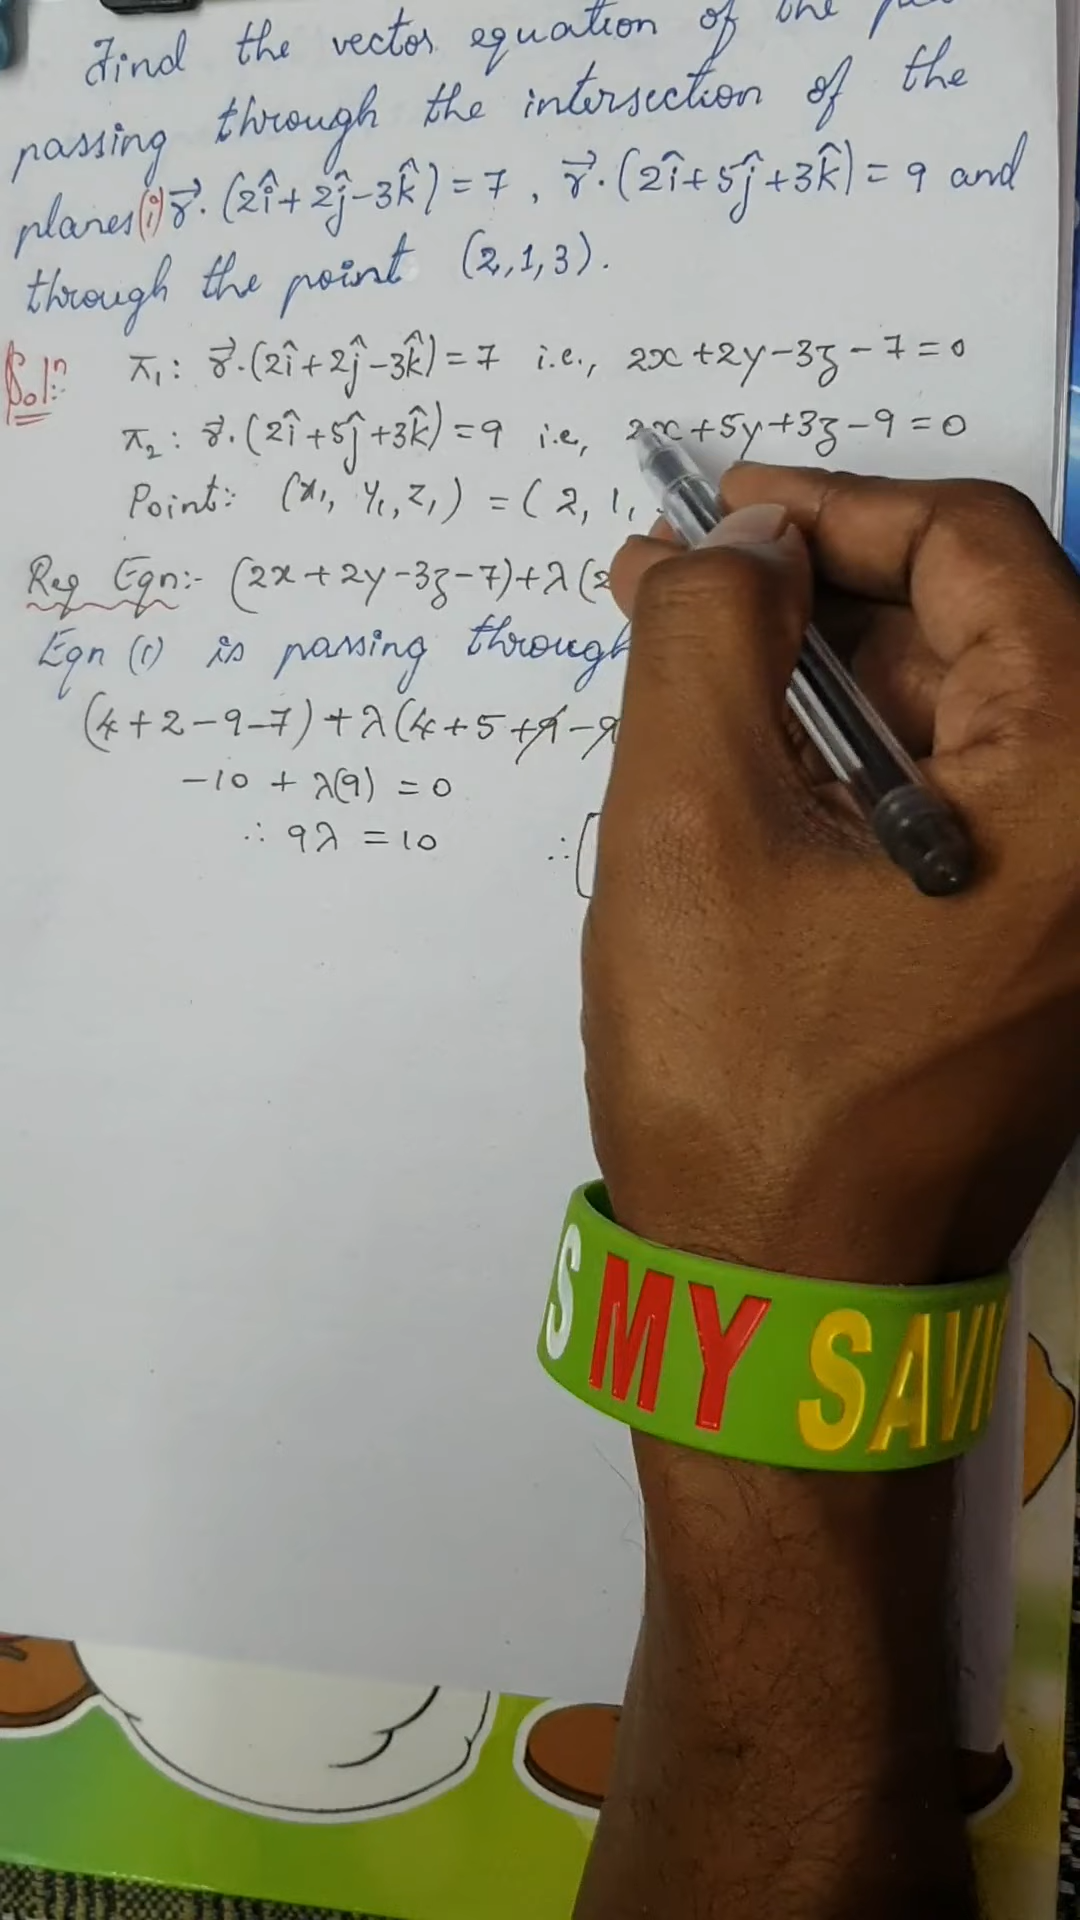 Find the vector equation of the
passing through the intersection of the
planes (i) r⃗.(2î+2ĵ-3k̂)=7, r⃗.(2î+5ĵ+3k̂)=9 and
through the point (2,1,3).
Soln:-
π₁: r⃗.(2î+2ĵ-3k̂)=7 i.e., 2x+2y-3z-7=0
π₂: r⃗.(2î+5ĵ+3k̂)=9 i.e, 2x+5y+3z-9=0
Point:- (x₁, y₁, z₁) = (2, 1,
Req Eqn:- (2x+2y-3z-7)+λ(2
Eqn (1) is passing through
(4+2-9-7)+λ(4+5+9-9
-10 + λ(9) = 0
∴ 9λ = 10 ∴
S MY SAVI